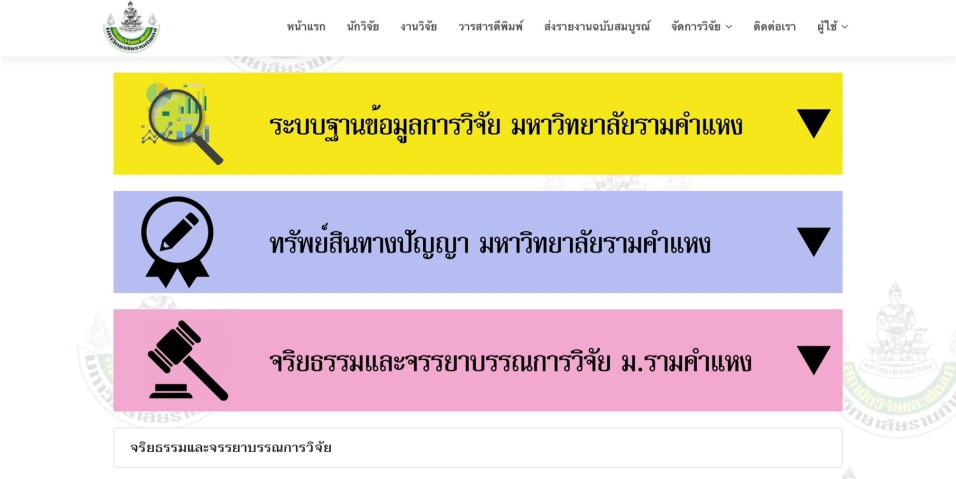 หน้าแรก นักวิจัย งานวิจัย วารสารตีพิมพ์ ส่งรายงานฉบับสมบูรณ์ จัดการวิจัย ติดต่อเรา ผู้ใช้
ระบบฐานข้อมูลการวิจัย มหาวิทยาลัยรามคำแหง
ทรัพย์สินทางปัญญา มหาวิทยาลัยรามคำแหง
จริยธรรมและจรรยาบรรณการวิจัย ม.รามคำแหง
จริยธรรมและจรรยาบรรณการวิจัย